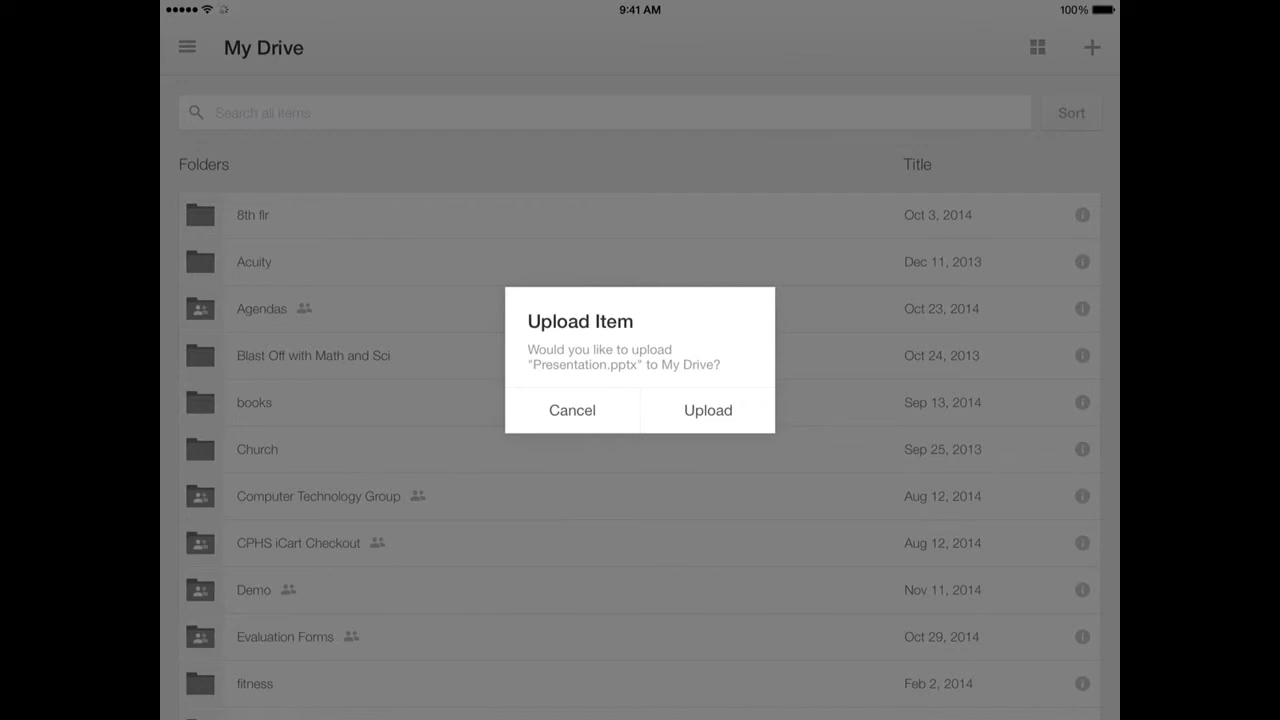 9:41 AM
100%
My Drive
Search all items
Sort
Folders
Title
8th flr
Oct 3, 2014
Acuity
Dec 11, 2013
Agendas
Oct 23, 2014
Blast Off with Math and Sci
Oct 24, 2013
books
Sep 13, 2014
Church
Sep 25, 2013
Computer Technology Group
Aug 12, 2014
CPHS iCart Checkout
Aug 12, 2014
Demo
Nov 11, 2014
Evaluation Forms
Oct 29, 2014
fitness
Feb 2, 2014
Upload Item
Would you like to upload
"Presentation.pptx" to My Drive?
Cancel
Upload